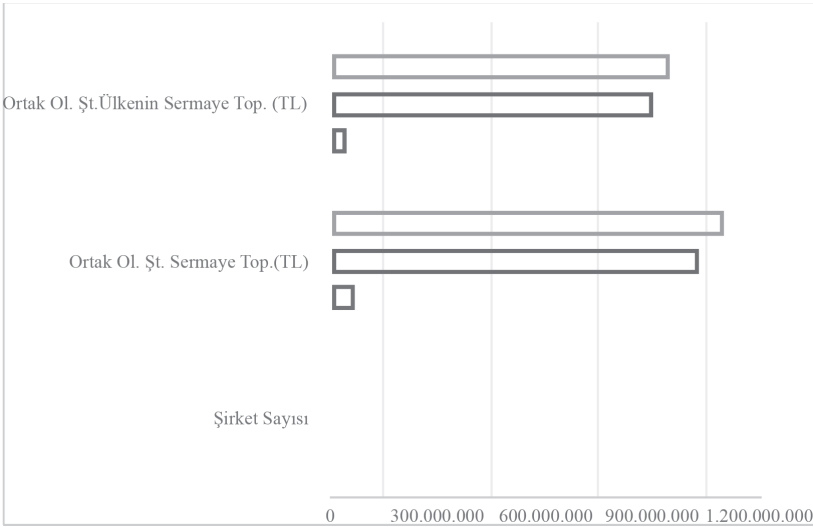 Ortak Ol. Şt.Ülkenin Sermaye Top. (TL)
Ortak Ol. Şt. Sermaye Top.(TL)
Şirket Sayısı
0 300.000.000 600.000.000 900.000.000 1.200.000.000